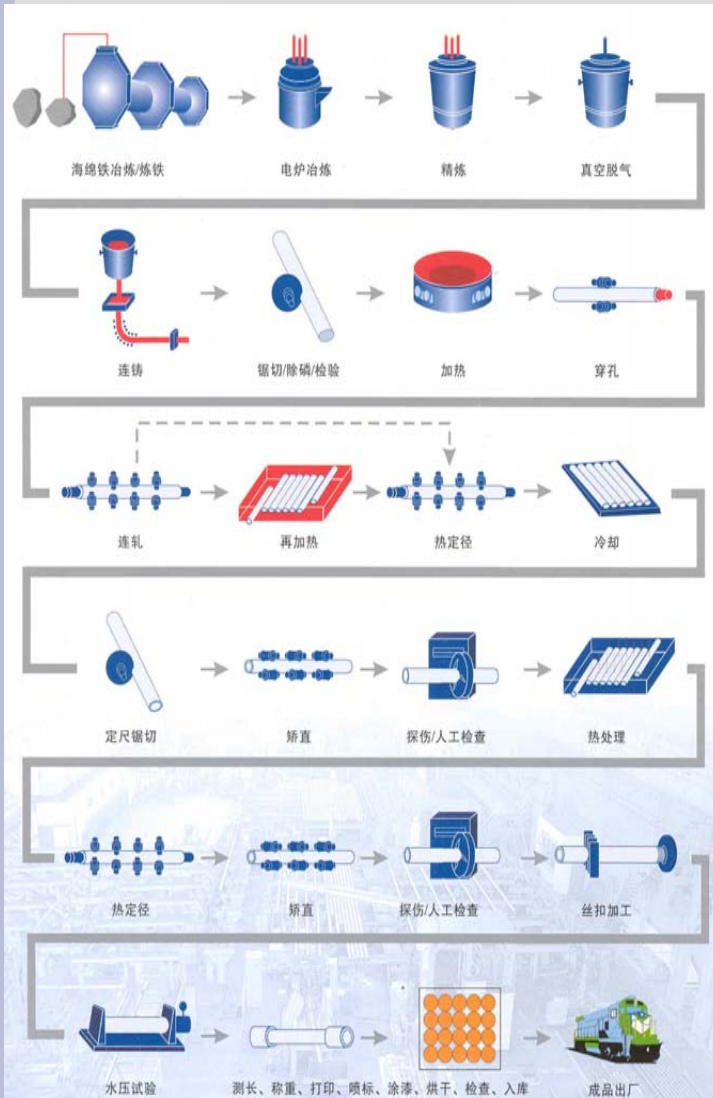 海绵铁冶炼/炼铁
电炉冶炼
精炼
真空脱气
连铸
锯切/除磷/检验
加热
穿孔
连轧
再加热
热定径
冷却
定尺锯切
矫直
探伤/人工检查
热处理
热定径
矫直
探伤/人工检查
丝扣加工
水压试验
测长、称重、打印、喷标、涂漆、烘干、检查、入库
成品出厂